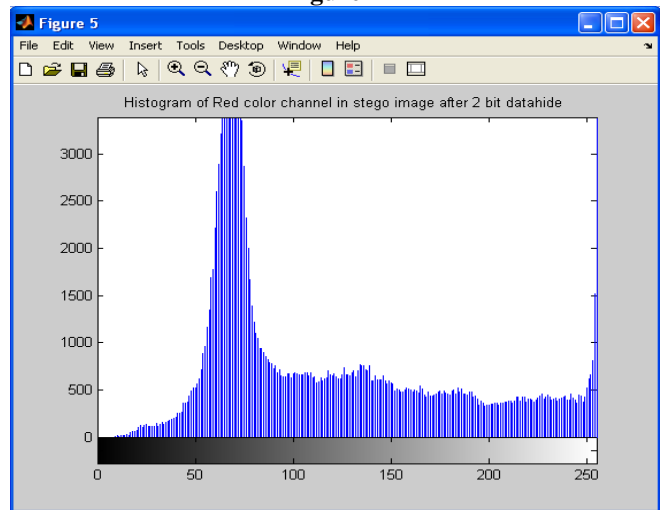 Figure 5
File Edit View Insert Tools Desktop Window Help
Histogram of Red color channel in stego image after 2 bit datahide
3000
2500
2000
1500
1000
500
0
0 50 100 150 200 250